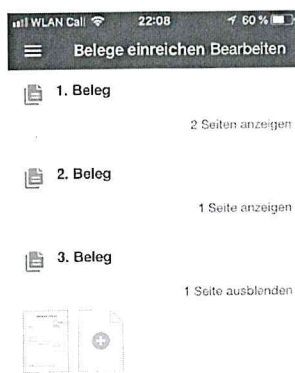 WLAN Call 22:08 60 %
Belege einreichen Bearbeiten
1. Beleg
2 Seiten anzeigen
2. Beleg
1 Seite anzeigen
3. Beleg
1 Seite ausblenden